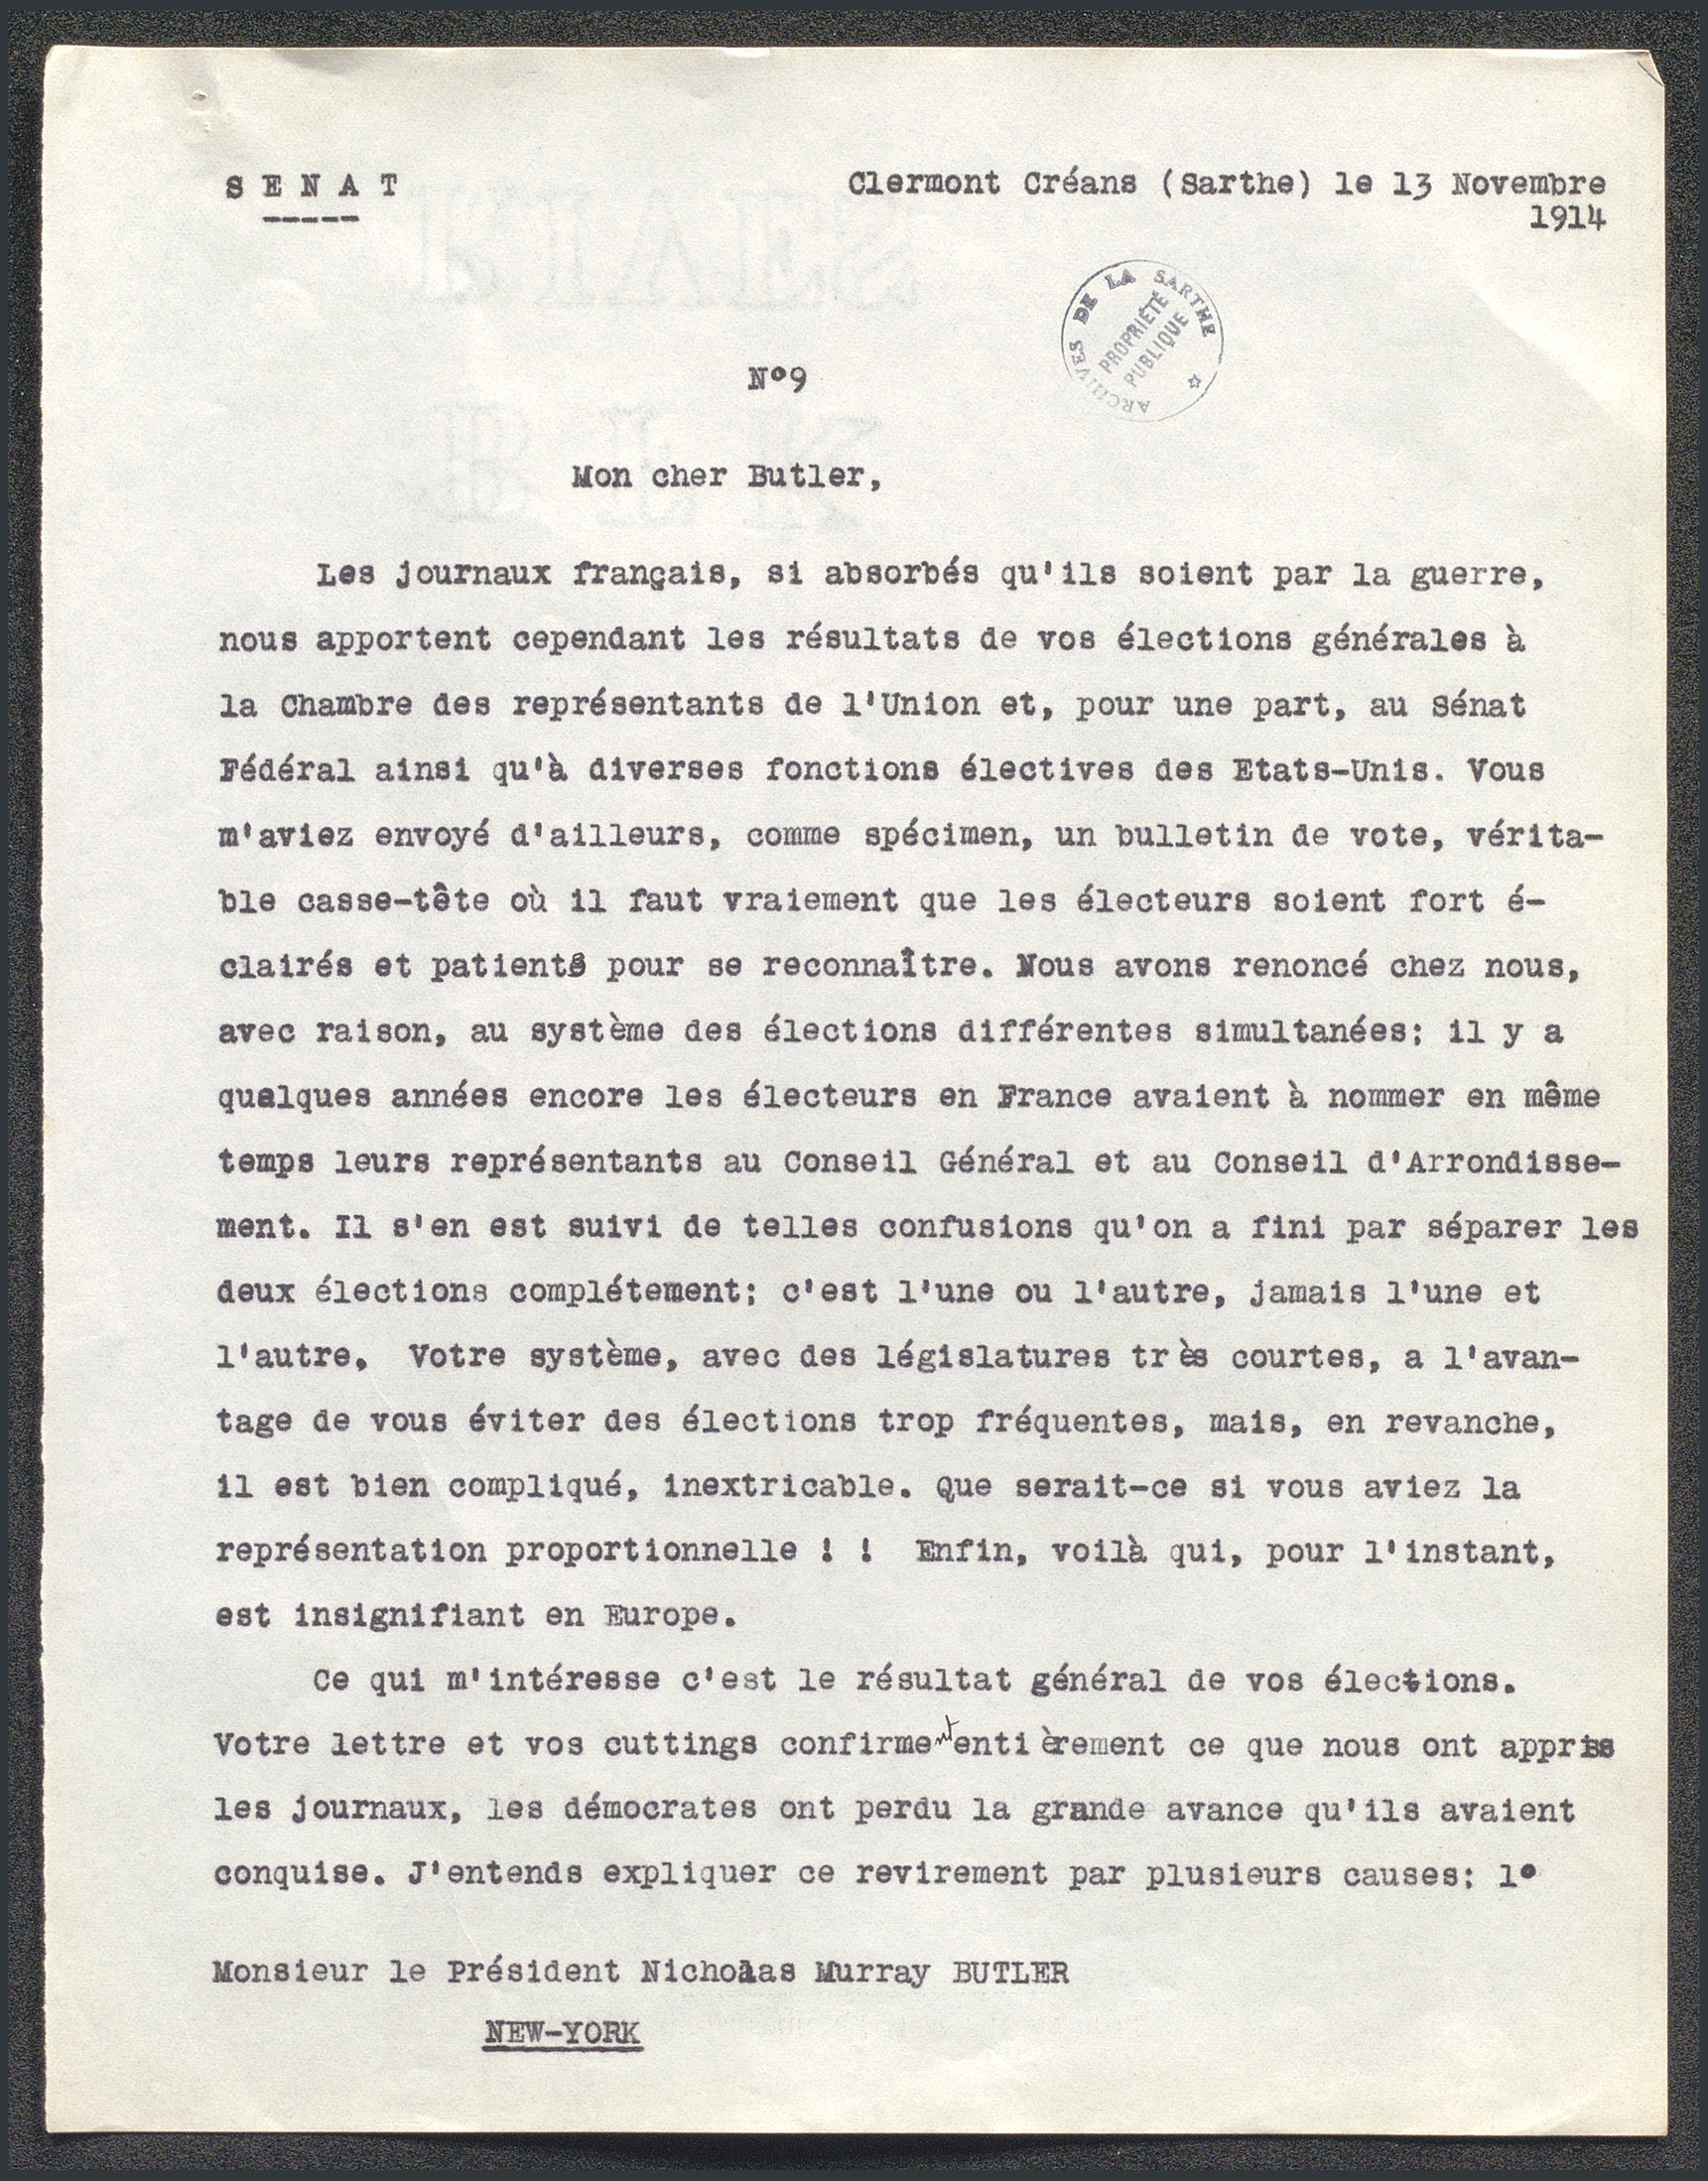 SENAT
Clermont Créans (Sarthe) le 13 Novembre
1914
ARCHIVES DE LA SARTHE
PROPRIÉTÉ
PUBLIQUE
N°9
Mon cher Butler,
Les journaux français, si absorbés qu'ils soient par la guerre,
nous apportent cependant les résultats de vos élections générales à
la Chambre des représentants de l'Union et, pour une part, au Sénat
Fédéral ainsi qu'à diverses fonctions électives des Etats-Unis. Vous
m'aviez envoyé d'ailleurs, comme spécimen, un bulletin de vote, vérita-
ble casse-tête où il faut vraiement que les électeurs soient fort é-
clairés et patients pour se reconnaître. Nous avons renoncé chez nous,
avec raison, au système des élections différentes simultanées; il y a
quelques années encore les électeurs en France avaient à nommer en même
temps leurs représentants au Conseil Général et au Conseil d'Arrondisse-
ment. Il s'en est suivi de telles confusions qu'on a fini par séparer les
deux élections complétement; c'est l'une ou l'autre, jamais l'une et
l'autre. Votre système, avec des législatures très courtes, a l'avan-
tage de vous éviter des élections trop fréquentes, mais, en revanche,
il est bien compliqué, inextricable. Que serait-ce si vous aviez la
représentation proportionnelle ! ! Enfin, voilà qui, pour l'instant,
est insignifiant en Europe.
Ce qui m'intéresse c'est le résultat général de vos élections.
Votre lettre et vos cuttings confirment entièrement ce que nous ont appris
les journaux, les démocrates ont perdu la grande avance qu'ils avaient
conquise. J'entends expliquer ce revirement par plusieurs causes: 1°
Monsieur le Président Nicholas Murray BUTLER
NEW-YORK